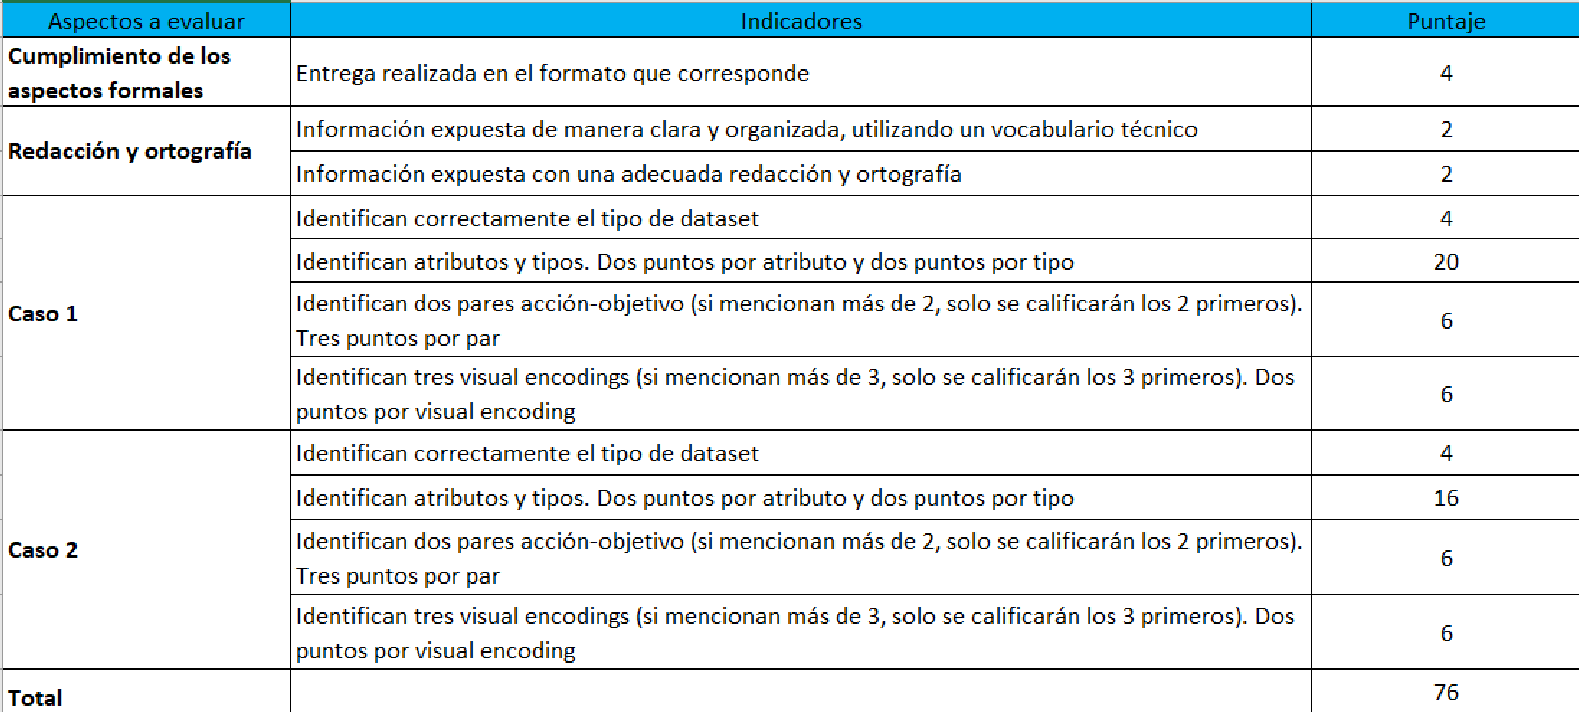 Aspectos a evaluar Indicadores Puntaje
Cumplimiento de los
aspectos formales
Entrega realizada en el formato que corresponde 4
Redacción y ortografía
Información expuesta de manera clara y organizada, utilizando un vocabulario técnico 2
Información expuesta con una adecuada redacción y ortografía 2
Caso 1
Identifican correctamente el tipo de dataset 4
Identifican atributos y tipos. Dos puntos por atributo y dos puntos por tipo 20
Identifican dos pares acción-objetivo (si mencionan más de 2, solo se calificarán los 2 primeros).
Tres puntos por par 6
Identifican tres visual encodings (si mencionan más de 3, solo se calificarán los 3 primeros). Dos
puntos por visual encoding 6
Caso 2
Identifican correctamente el tipo de dataset 4
Identifican atributos y tipos. Dos puntos por atributo y dos puntos por tipo 16
Identifican dos pares acción-objetivo (si mencionan más de 2, solo se calificarán los 2 primeros).
Tres puntos por par 6
Identifican tres visual encodings (si mencionan más de 3, solo se calificarán los 3 primeros). Dos
puntos por visual encoding 6
Total 76